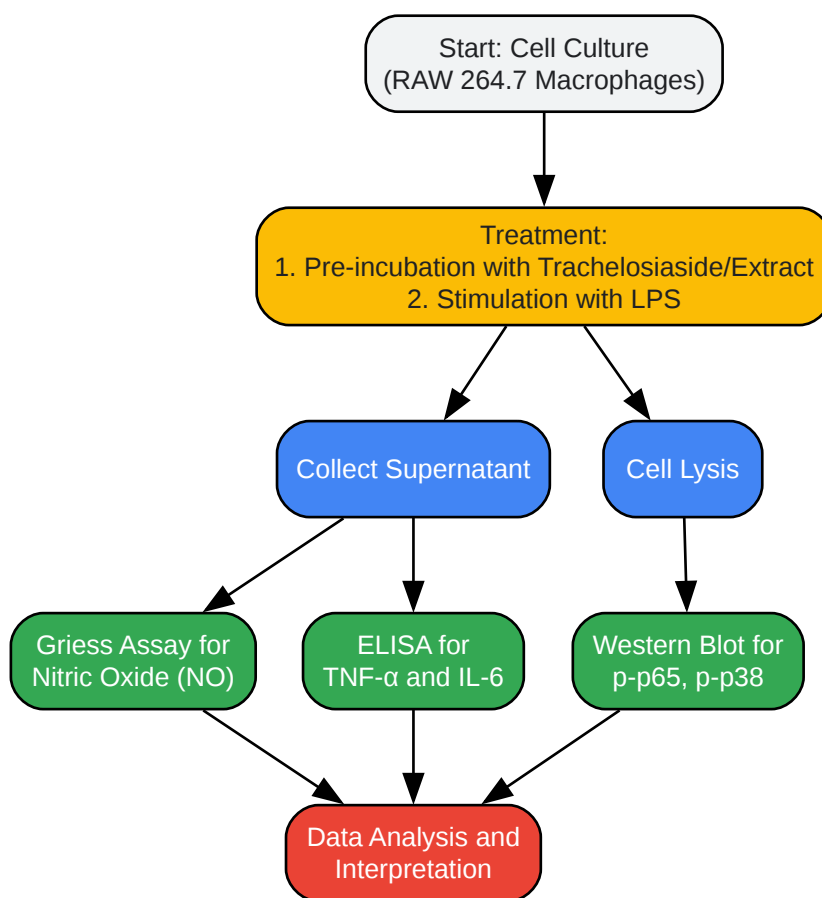 Start: Cell Culture
(RAW 264.7 Macrophages)
Treatment:
1. Pre-incubation with Trachelosiaside/Extract
2. Stimulation with LPS
Collect Supernatant
Cell Lysis
Griess Assay for
Nitric Oxide (NO)
ELISA for
TNF-α and IL-6
Western Blot for
p-p65, p-p38
Data Analysis and
Interpretation